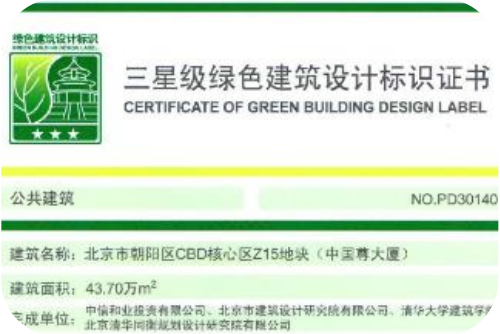 绿色建筑设计标识
GREEN BUILDING DESIGN LABEL
三星级绿色建筑设计标识证书
CERTIFICATE OF GREEN BUILDING DESIGN LABEL
公共建筑
NO.PD30140
建筑名称：北京市朝阳区CBD核心区Z15地块（中国尊大厦）
建筑面积：43.70万m²
完成单位：中信和业投资有限公司、北京市建筑设计研究院有限公司、清华大学建筑学
北京清华同衡规划设计研究院有限公司